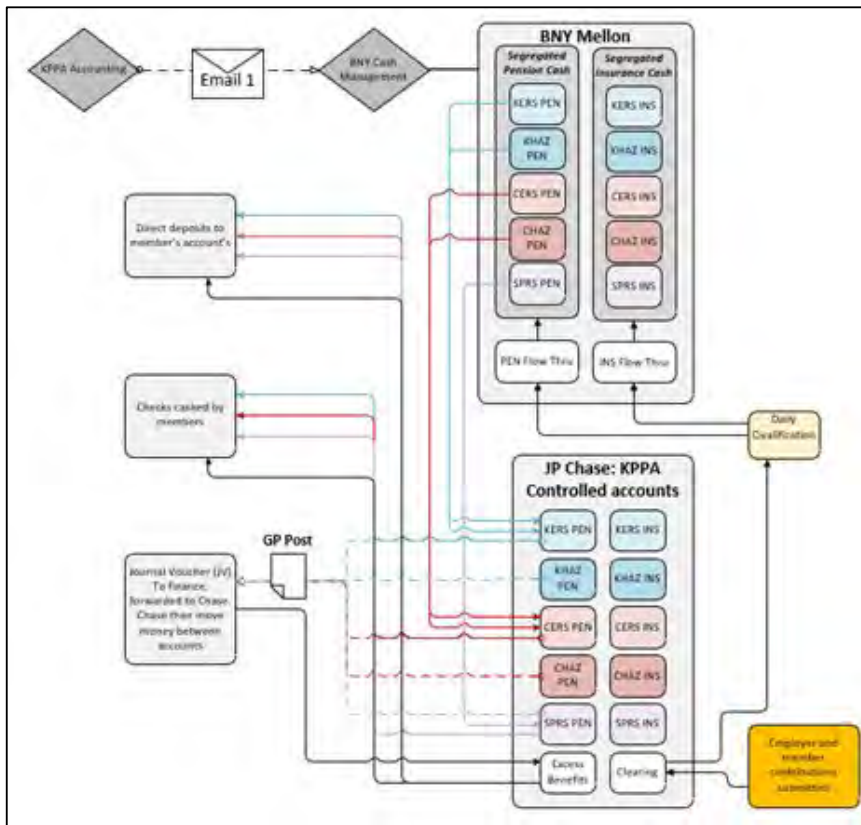 BNY Mellon
KPPA Accounting
Email 1
BNY Cash
Management
Segregated
Pension Cash
Segregated
Insurance Cash
KERS PEN
KERS INS
KHAZ
PEN
KHAZ INS
CERS PEN
CERS INS
CHAZ
PEN
CHAZ INS
SPRS PEN
SPRS INS
PEN Flow Thru
INS Flow Thru
Direct deposits to
member's account's
Checks cashed by
members
Daily
Qualification
JP Chase: KPPA
Controlled accounts
KERS PEN
KERS INS
KHAZ
PEN
KHAZ INS
CERS PEN
CERS INS
CHAZ
PEN
CHAZ INS
SPRS PEN
SPRS INS
Excess
Benefits
Clearing
GP Post
Journal Voucher (JV)
To finance,
forwarded to Chase.
Chase then move
money between
accounts
Employer and
member
contributions
submitted